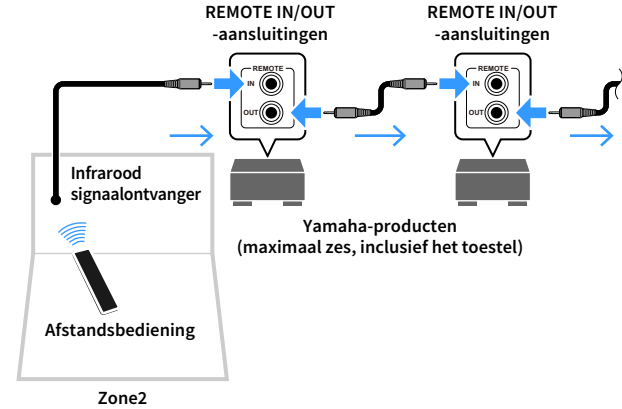 REMOTE IN/OUT
-aansluitingen
REMOTE IN/OUT
-aansluitingen
REMOTE
IN
OUT
REMOTE
IN
OUT
Infrarood
signaalontvanger
Yamaha-producten
(maximaal zes, inclusief het toestel)
Afstandsbediening
Zone2